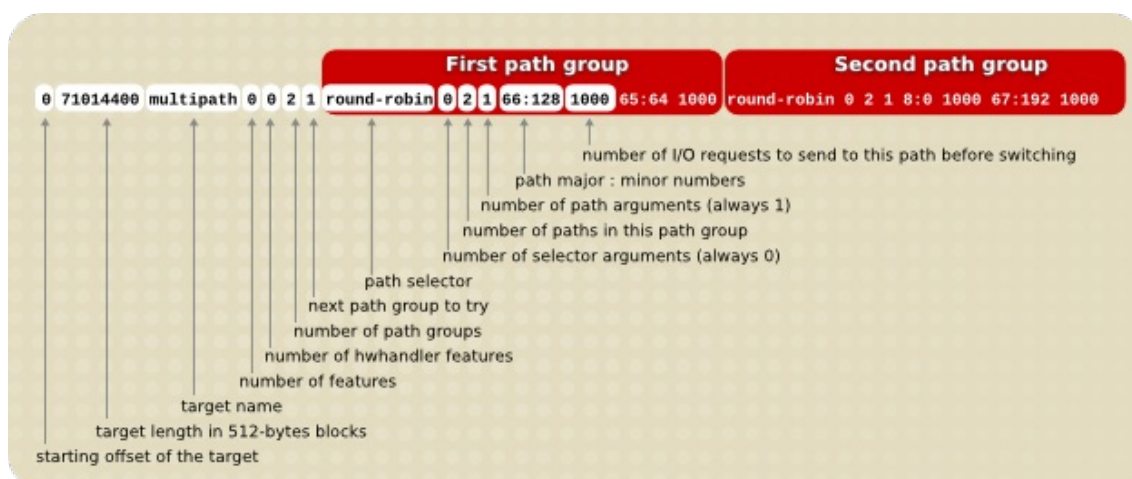 First path group Second path group
0 71014400 multipath 0 0 2 1 round-robin 0 2 1 66:128 1000 65:64 1000 round-robin 0 2 1 8:0 1000 67:192 1000
number of I/O requests to send to this path before switching
path major : minor numbers
number of path arguments (always 1)
number of paths in this path group
number of selector arguments (always 0)
path selector
next path group to try
number of path groups
number of hwhandler features
number of features
target name
target length in 512-bytes blocks
starting offset of the target